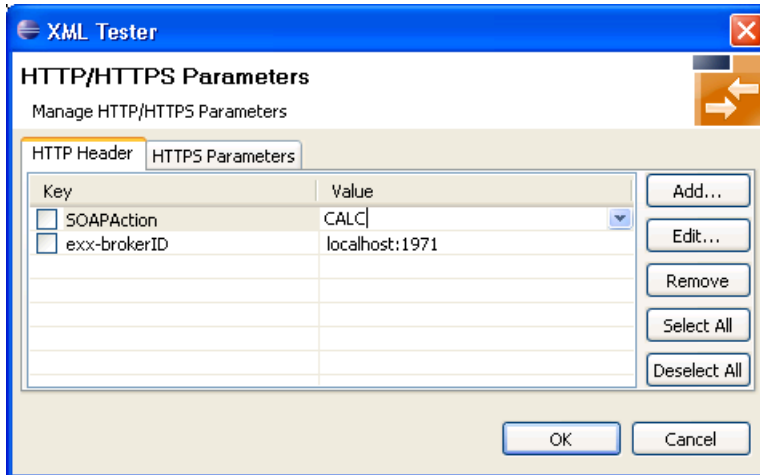 XML Tester
HTTP/HTTPS Parameters
Manage HTTP/HTTPS Parameters
HTTP Header HTTPS Parameters
Key Value Add...
SOAPAction CALC
exx-brokerID localhost:1971 Edit...
Remove
Select All
Deselect All
OK Cancel